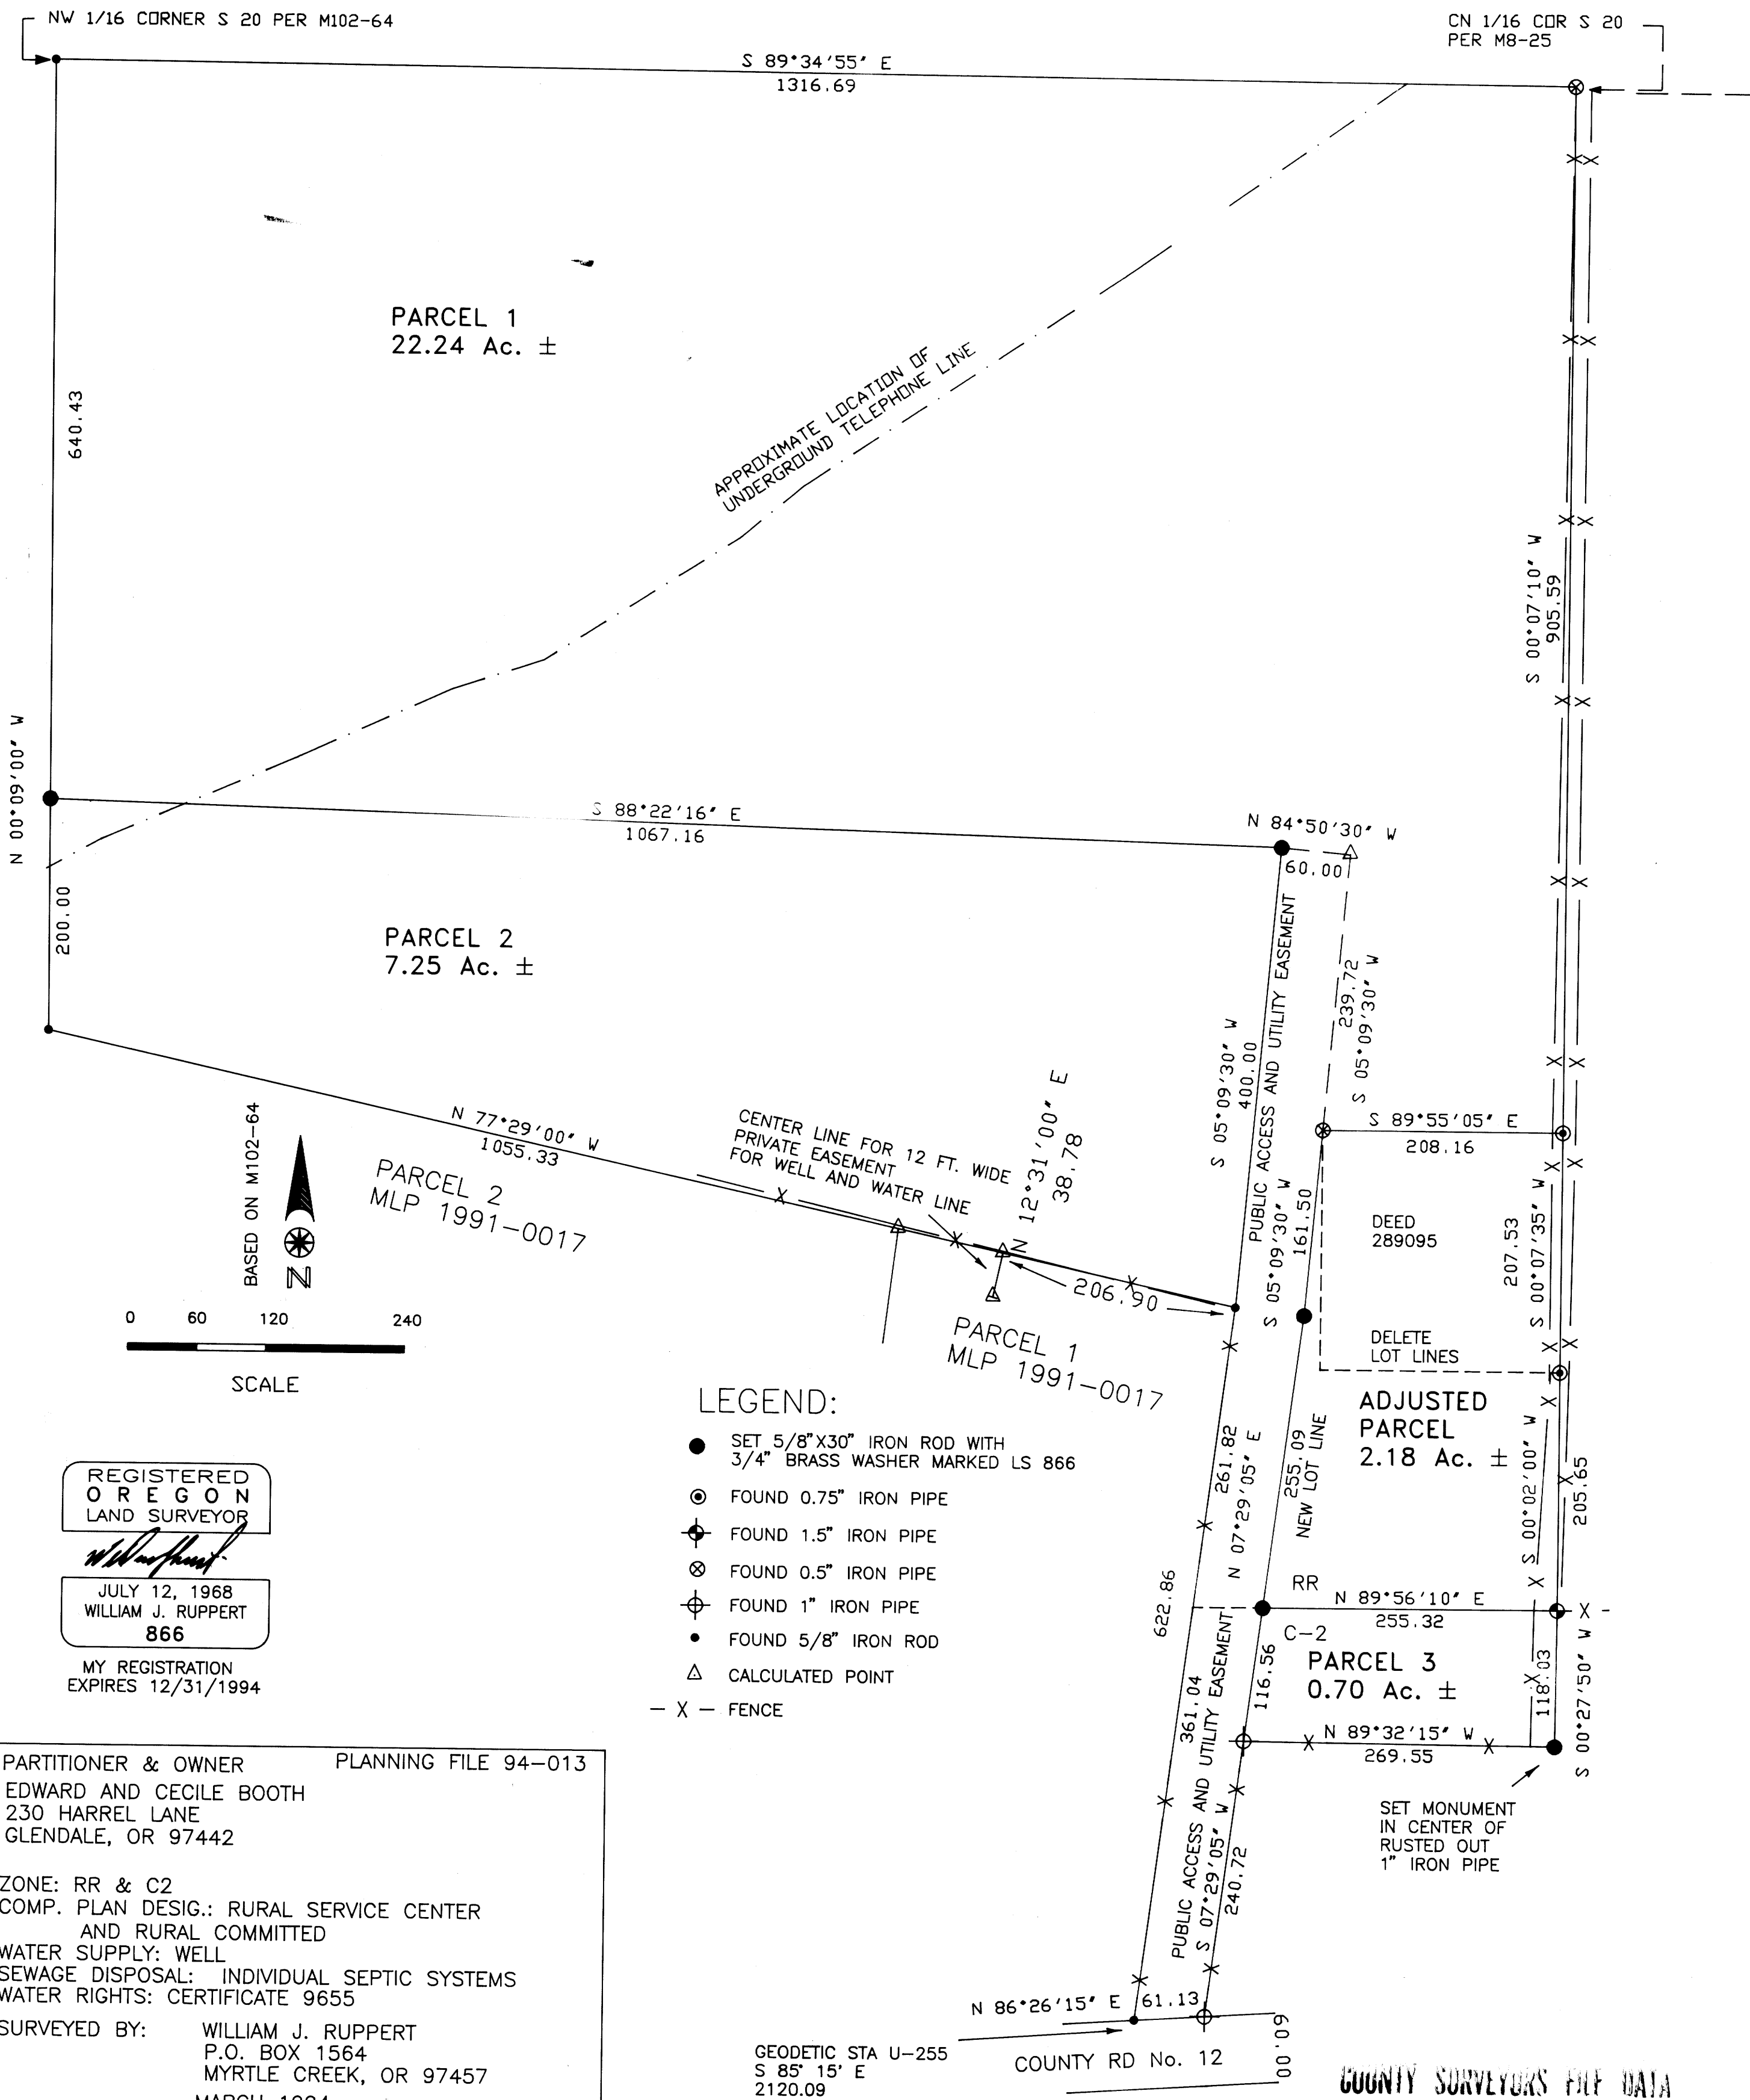 NW 1/16 CORNER S 20 PER M102-64
CN 1/16 COR S 20
PER M8-25
S 89°34'55" E
1316.69
PARCEL 1
22.24 Ac. ±
640.43
APPROXIMATE LOCATION OF
UNDERGROUND TELEPHONE LINE
S 00°07'10" W
905.59
N 00°09'00" W
S 88°22'16" E
1067.16
N 84°50'30" W
60.00
200.00
PARCEL 2
7.25 Ac. ±
239.72
S 05°09'30" W
S 05°09'30" W
400.00
PUBLIC ACCESS AND UTILITY EASEMENT
N 77°29'00" W
1055.33
PARCEL 2
MLP 1991-0017
CENTER LINE FOR 12 FT. WIDE
PRIVATE EASEMENT
FOR WELL AND WATER LINE
N 12°31'00" E
38.78
206.90
PARCEL 1
MLP 1991-0017
S 05°09'30" W
161.50
S 89°55'05" E
208.16
DEED
289095
207.53
S 00°07'35" W
DELETE
LOT LINES
BASED ON M102-64
N
0 60 120 240
SCALE
ADJUSTED
PARCEL
2.18 Ac. ±
261.82
N 07°29'05" E
255.09
NEW LOT LINE
S 00°02'00" W
205.65
LEGEND:
SET 5/8"X30" IRON ROD WITH
3/4" BRASS WASHER MARKED LS 866
FOUND 0.75" IRON PIPE
FOUND 1.5" IRON PIPE
FOUND 0.5" IRON PIPE
FOUND 1" IRON PIPE
FOUND 5/8" IRON ROD
CALCULATED POINT
— X — FENCE
REGISTERED
OREGON
LAND SURVEYOR
JULY 12, 1968
WILLIAM J. RUPPERT
866
MY REGISTRATION
EXPIRES 12/31/1994
622.86
RR
N 89°56'10" E
255.32
C-2
PARCEL 3
0.70 Ac. ±
116.56
361.04
PUBLIC ACCESS AND UTILITY EASEMENT
118.03
S 00°27'50" W
N 89°32'15" W
269.55
S 07°29'05" W
240.72
SET MONUMENT
IN CENTER OF
RUSTED OUT
1" IRON PIPE
PARTITIONER & OWNER PLANNING FILE 94-013
EDWARD AND CECILE BOOTH
230 HARREL LANE
GLENDALE, OR 97442
ZONE: RR & C2
COMP. PLAN DESIG.: RURAL SERVICE CENTER
AND RURAL COMMITTED
WATER SUPPLY: WELL
SEWAGE DISPOSAL: INDIVIDUAL SEPTIC SYSTEMS
WATER RIGHTS: CERTIFICATE 9655
SURVEYED BY: WILLIAM J. RUPPERT
P.O. BOX 1564
MYRTLE CREEK, OR 97457
MARCH 1994
N 86°26'15" E 61.13
GEODETIC STA U-255
S 85° 15' E
2120.09
COUNTY RD No. 12
60.00
COUNTY SURVEYORS FILE DATA